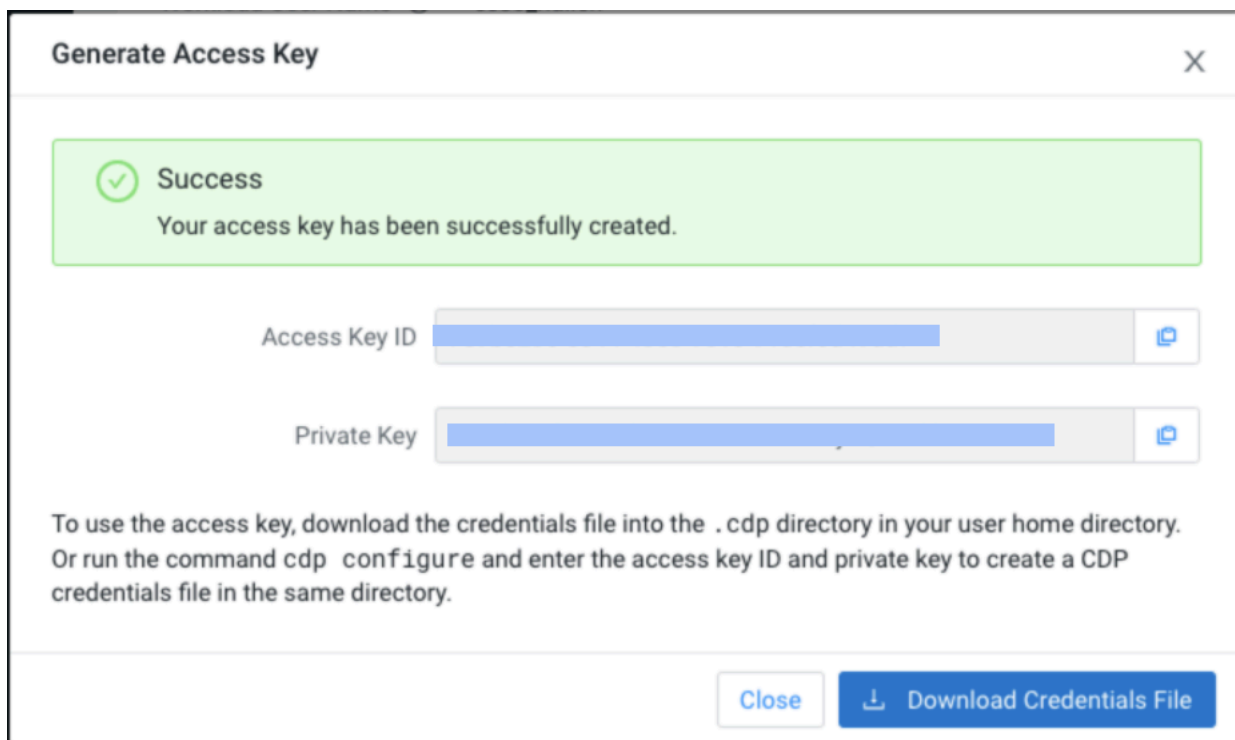 Generate Access Key
X
Success
Your access key has been successfully created.
Access Key ID
Private Key
To use the access key, download the credentials file into the .cdp directory in your user home directory.
Or run the command cdp configure and enter the access key ID and private key to create a CDP
credentials file in the same directory.
Close
Download Credentials File